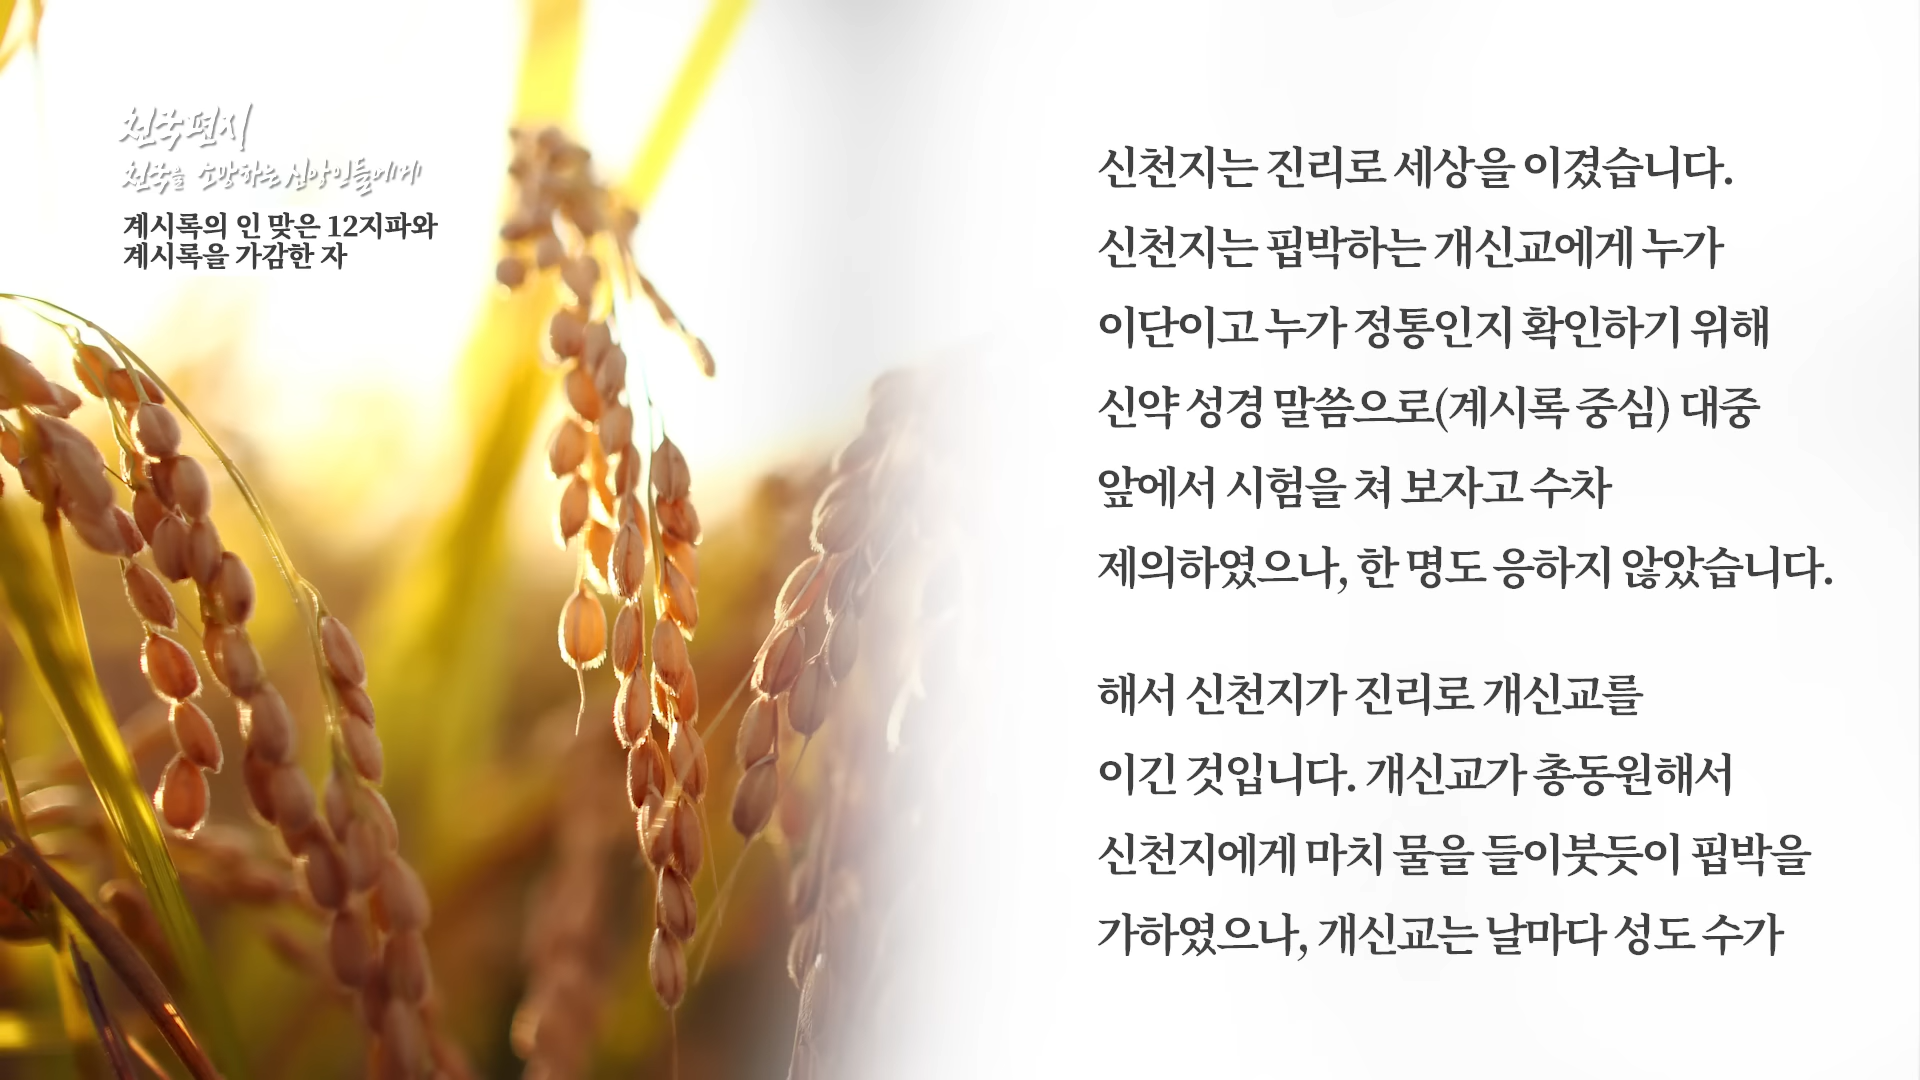 천국편지
천국을 소망하는 신앙인들에게
계시록의 인 맞은 12지파와
계시록을 가감한 자
신천지는 진리로 세상을 이겼습니다.
신천지는 핍박하는 개신교에게 누가
이단이고 누가 정통인지 확인하기 위해
신약 성경 말씀으로(계시록 중심) 대중
앞에서 시험을 쳐 보자고 수차
제의하였으나, 한 명도 응하지 않았습니다.
해서 신천지가 진리로 개신교를
이긴 것입니다. 개신교가 총동원해서
신천지에게 마치 물을 들이붓듯이 핍박을
가하였으나, 개신교는 날마다 성도 수가